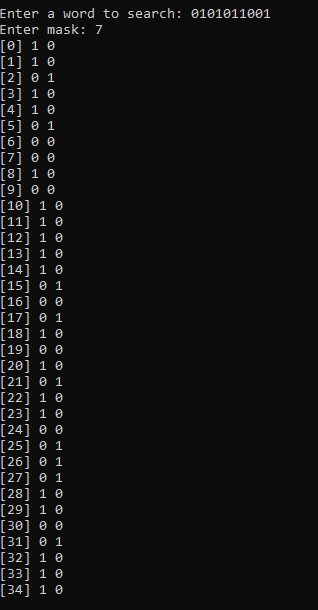 Enter a word to search: 0101011001
Enter mask: 7
[0] 1 0
[1] 1 0
[2] 0 1
[3] 1 0
[4] 1 0
[5] 0 1
[6] 0 0
[7] 0 0
[8] 1 0
[9] 0 0
[10] 1 0
[11] 1 0
[12] 1 0
[13] 1 0
[14] 1 0
[15] 0 1
[16] 0 0
[17] 0 1
[18] 1 0
[19] 0 0
[20] 1 0
[21] 0 1
[22] 1 0
[23] 1 0
[24] 0 0
[25] 0 1
[26] 0 1
[27] 0 1
[28] 1 0
[29] 1 0
[30] 0 0
[31] 0 1
[32] 1 0
[33] 1 0
[34] 1 0